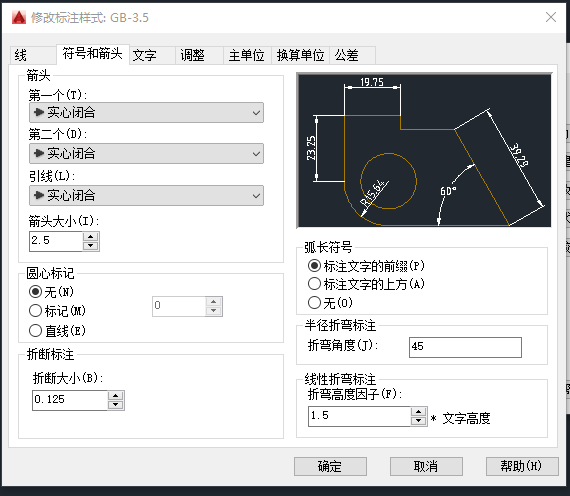 修改标注样式: GB-3.5
线 符号和箭头 文字 调整 主单位 换算单位 公差
箭头
第一个(T):
实心闭合
第二个(D):
实心闭合
引线(L):
实心闭合
箭头大小(I):
2.5
圆心标记
无(N)
标记(M)
0
直线(E)
折断标注
折断大小(B):
0.125
19.75
23.25
39.29
R15.64
60°
弧长符号
标注文字的前缀(P)
标注文字的上方(A)
无(O)
半径折弯标注
折弯角度(J):
45
线性折弯标注
折弯高度因子(F):
1.5
* 文字高度
确定 取消 帮助(H)